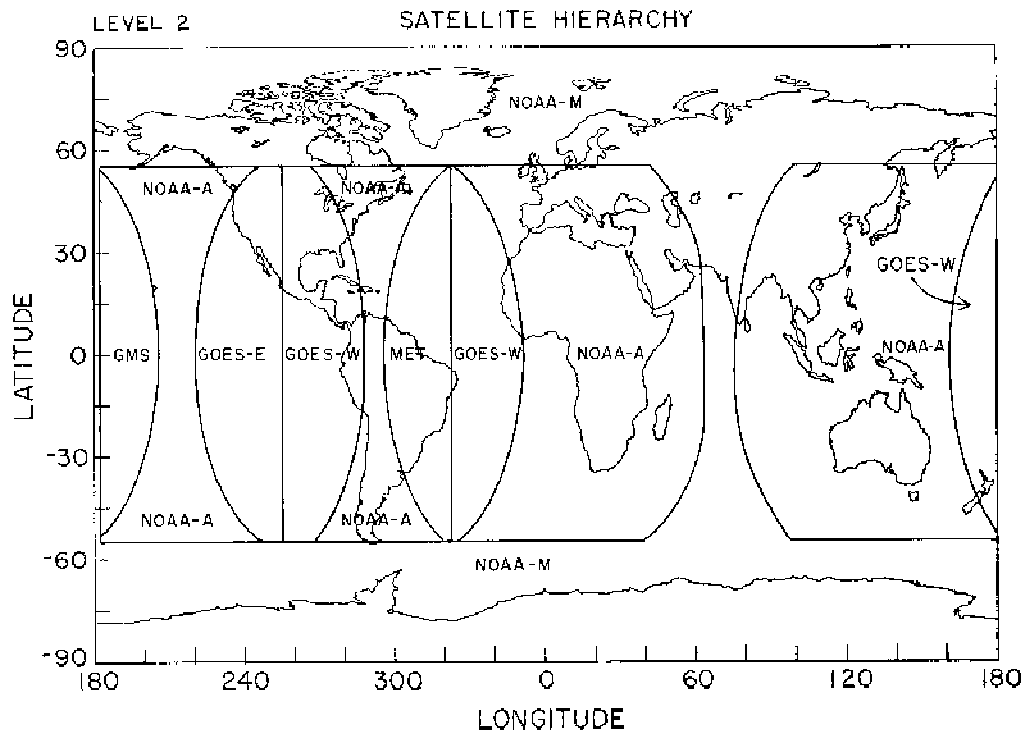 LEVEL 2
SATELLITE HIERARCHY
90
60
30
0
-30
-60
-90
LATITUDE
NOAA-M
NOAA-A
NOAA-A
GOES-W
GMS
GOES-E
GOES-W
MET
GOES-W
NOAA-A
NOAA-A
NOAA-A
NOAA-A
NOAA-M
180
240
300
0
60
120
180
LONGITUDE